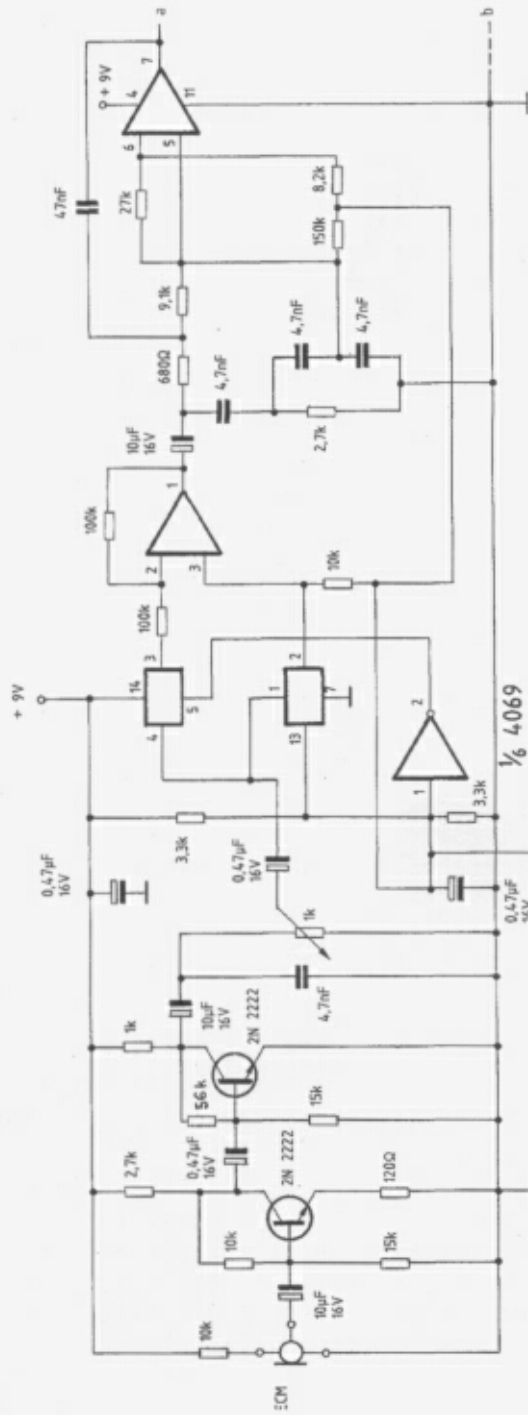 ECM
10k
10µF
16V
10k
15k
2,7k
0,47µF
16V
2N 2222
120Ω
56k
15k
1k
10µF
16V
2N 2222
4,7nF
1k
0,47µF
16V
0,47µF
16V
3,3k
+ 9V
4
14
3
5
1
13
2
7
1
2
1/6 4069
3,3k
0,47µF
16V
100k
100k
2
3
1
10k
10µF
16V
680Ω
4,7nF
2,7k
4,7nF
4,7nF
9,1k
47nF
27k
150k
8,2k
6
5
4
+ 9V
7
11
a
b